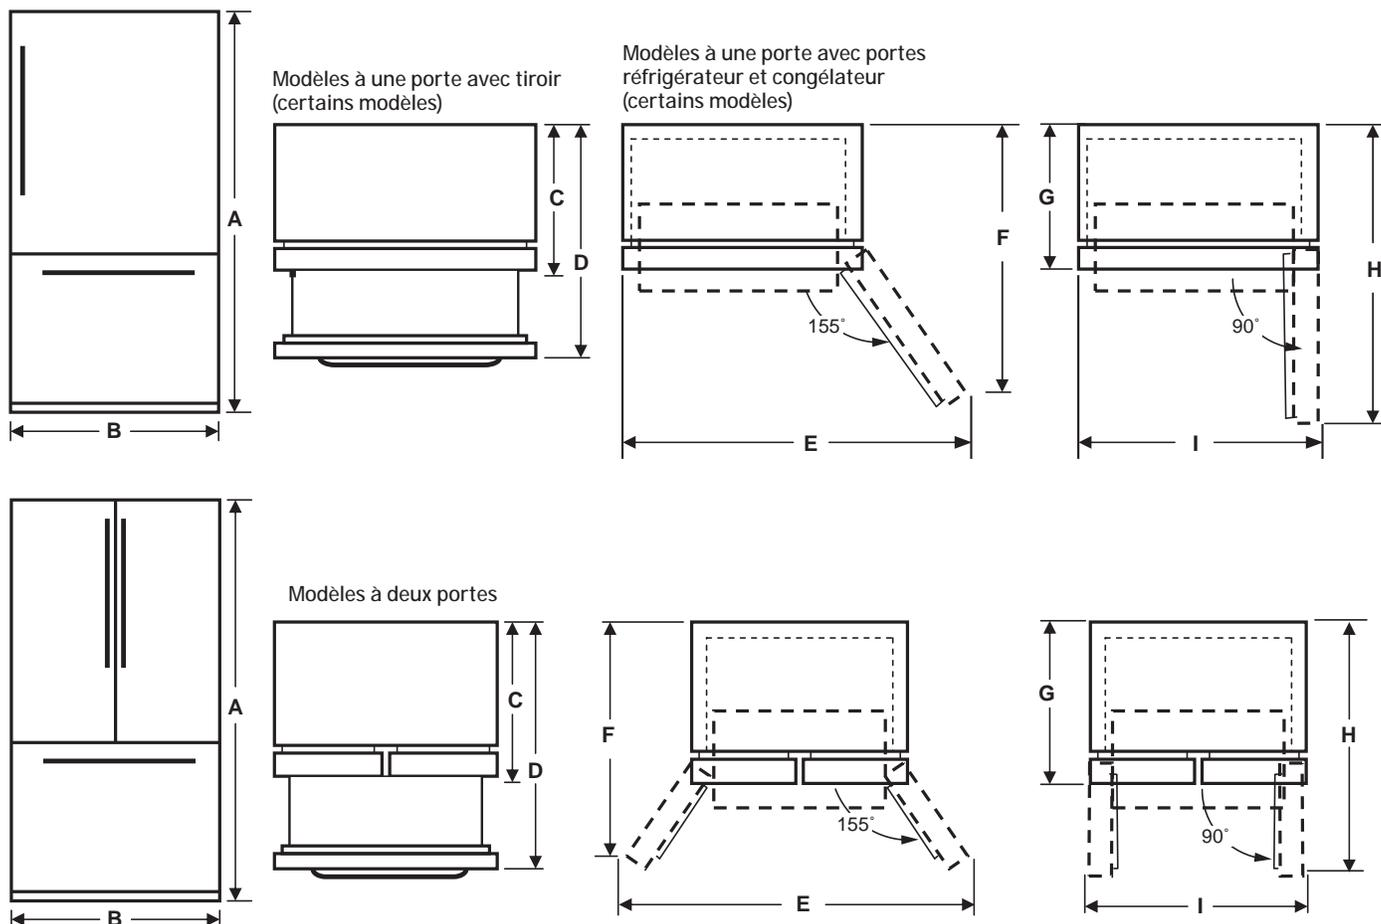 Modèles à une porte avec tiroir
(certains modèles)
Modèles à une porte avec portes
réfrigérateur et congélateur
(certains modèles)
A
B
C
D
155°
E
F
G
90°
H
I
Modèles à deux portes
A
B
C
D
F
155°
E
G
90°
H
I